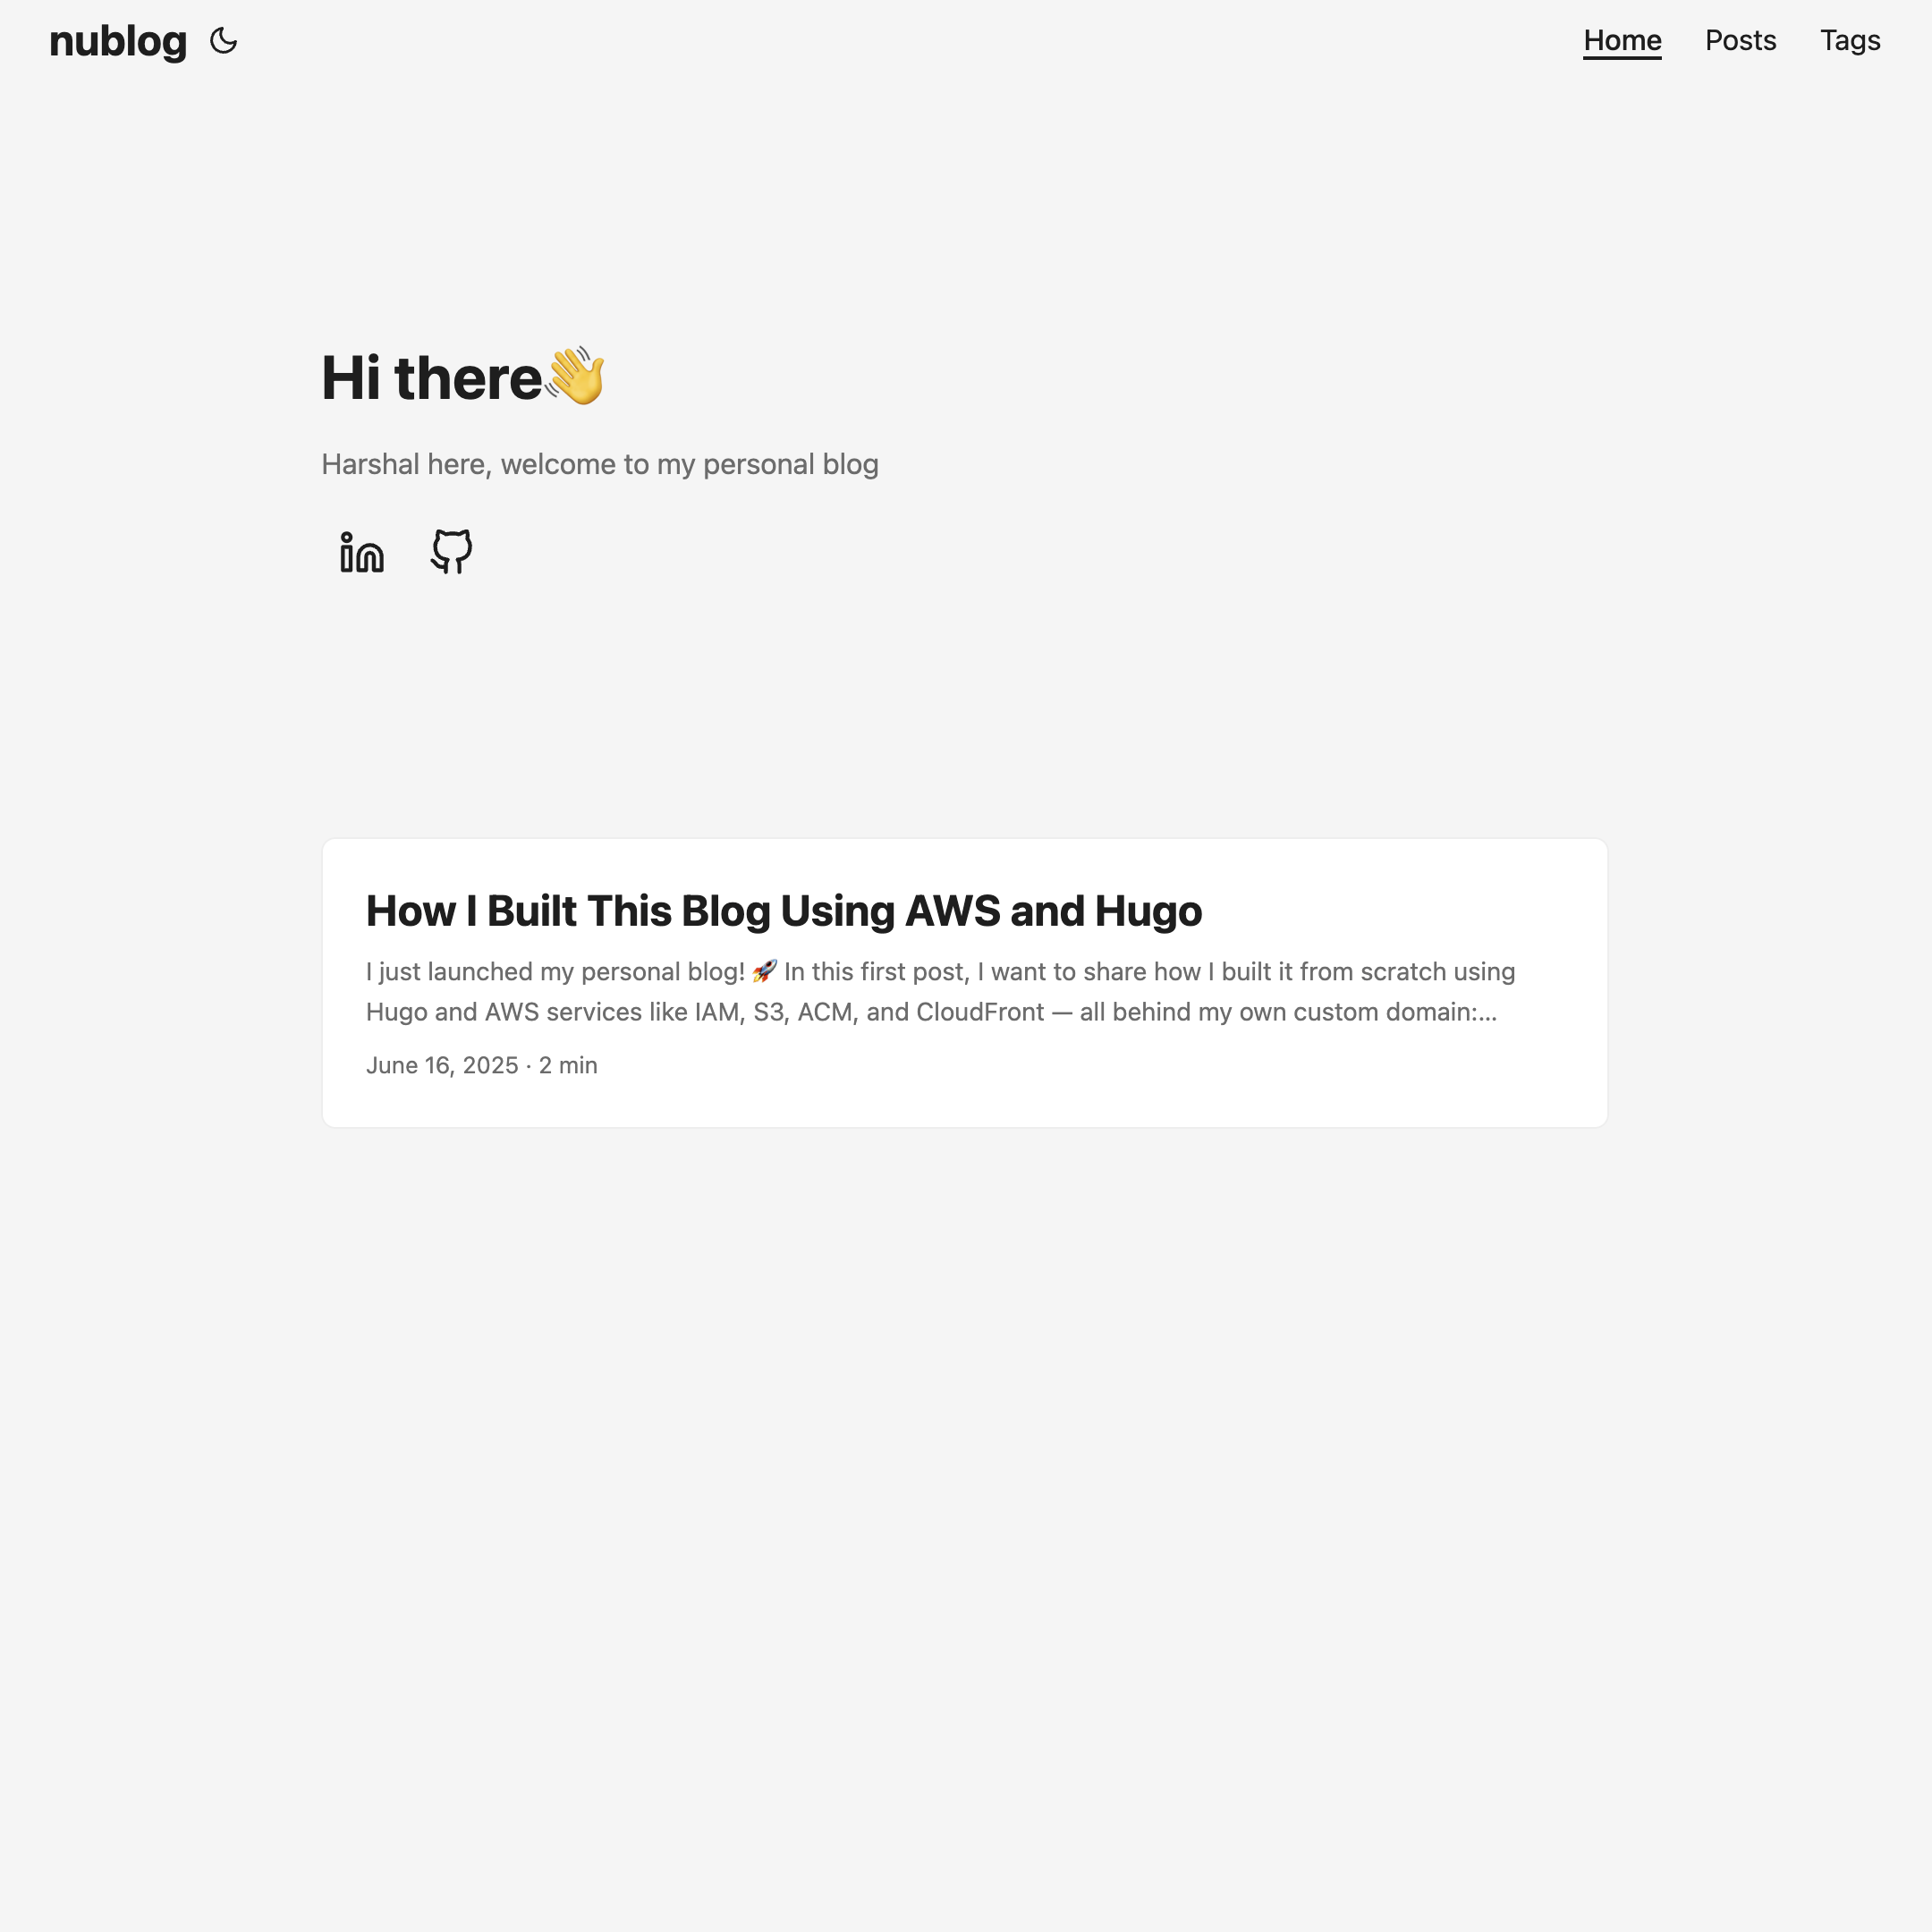 nublog
Home Posts Tags
Hi there👋
Harshal here, welcome to my personal blog
How I Built This Blog Using AWS and Hugo
I just launched my personal blog! 🚀 In this first post, I want to share how I built it from scratch using
Hugo and AWS services like IAM, S3, ACM, and CloudFront — all behind my own custom domain:...
June 16, 2025 · 2 min